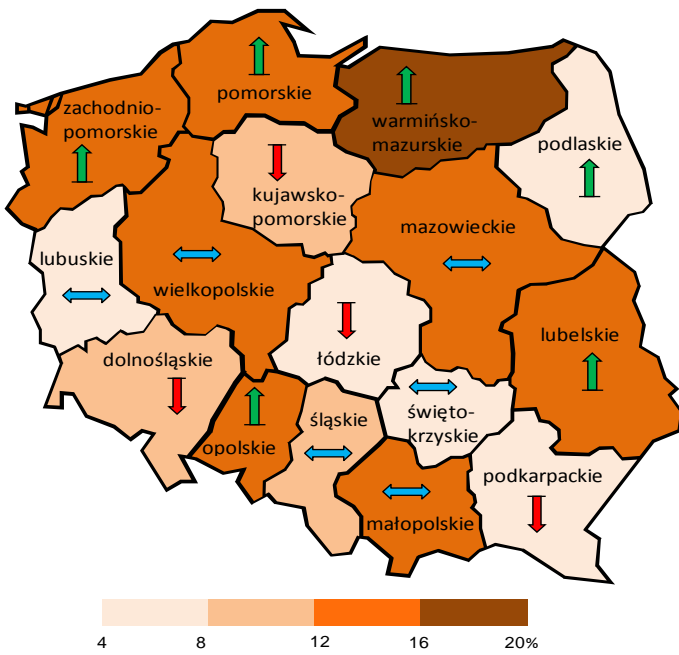 pomorskie
zachodnio-
pomorskie
warmińsko-
mazurskie
podlaskie
kujawsko-
pomorskie
mazowieckie
lubuskie
wielkopolskie
lubelskie
dolnośląskie
łódzkie
święto-
krzyskie
śląskie
opolskie
podkarpackie
małopolskie
4 8 12 16 20%